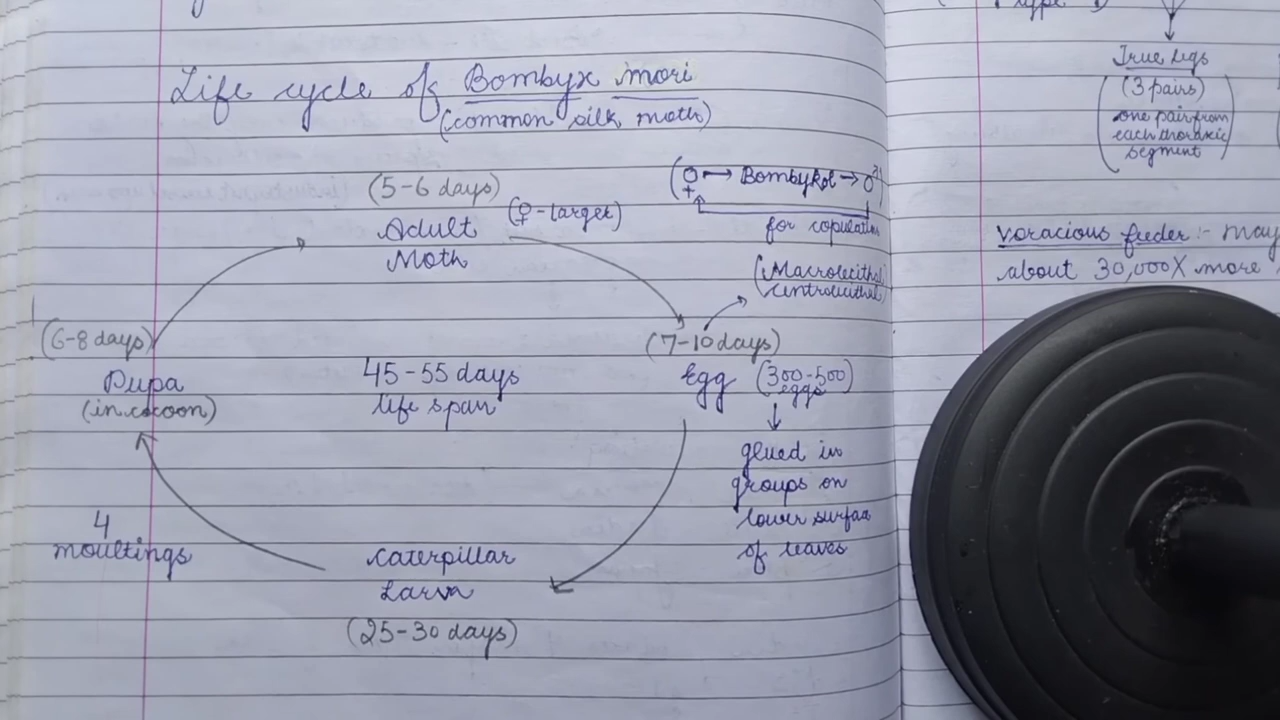 Life cycle of Bombyx mori
(common silk moth)
(5-6 days)
Adult
Moth
(♀-target)
(♀ → Bombykol → ♂)
for copulation
(Macrolecithal
Centrolecithal)
(7-10 days)
Egg (300-500
eggs)
glued in
groups on
lower surface
of leaves
(6-8 days)
Pupa
(in cocoon)
45-55 days
life span
4
moultings
caterpillar
Larva
(25-30 days)
type
True legs
(3 pairs)
one pair from
each thoracic
segment
voracious feeder :- may
about 30,000X more